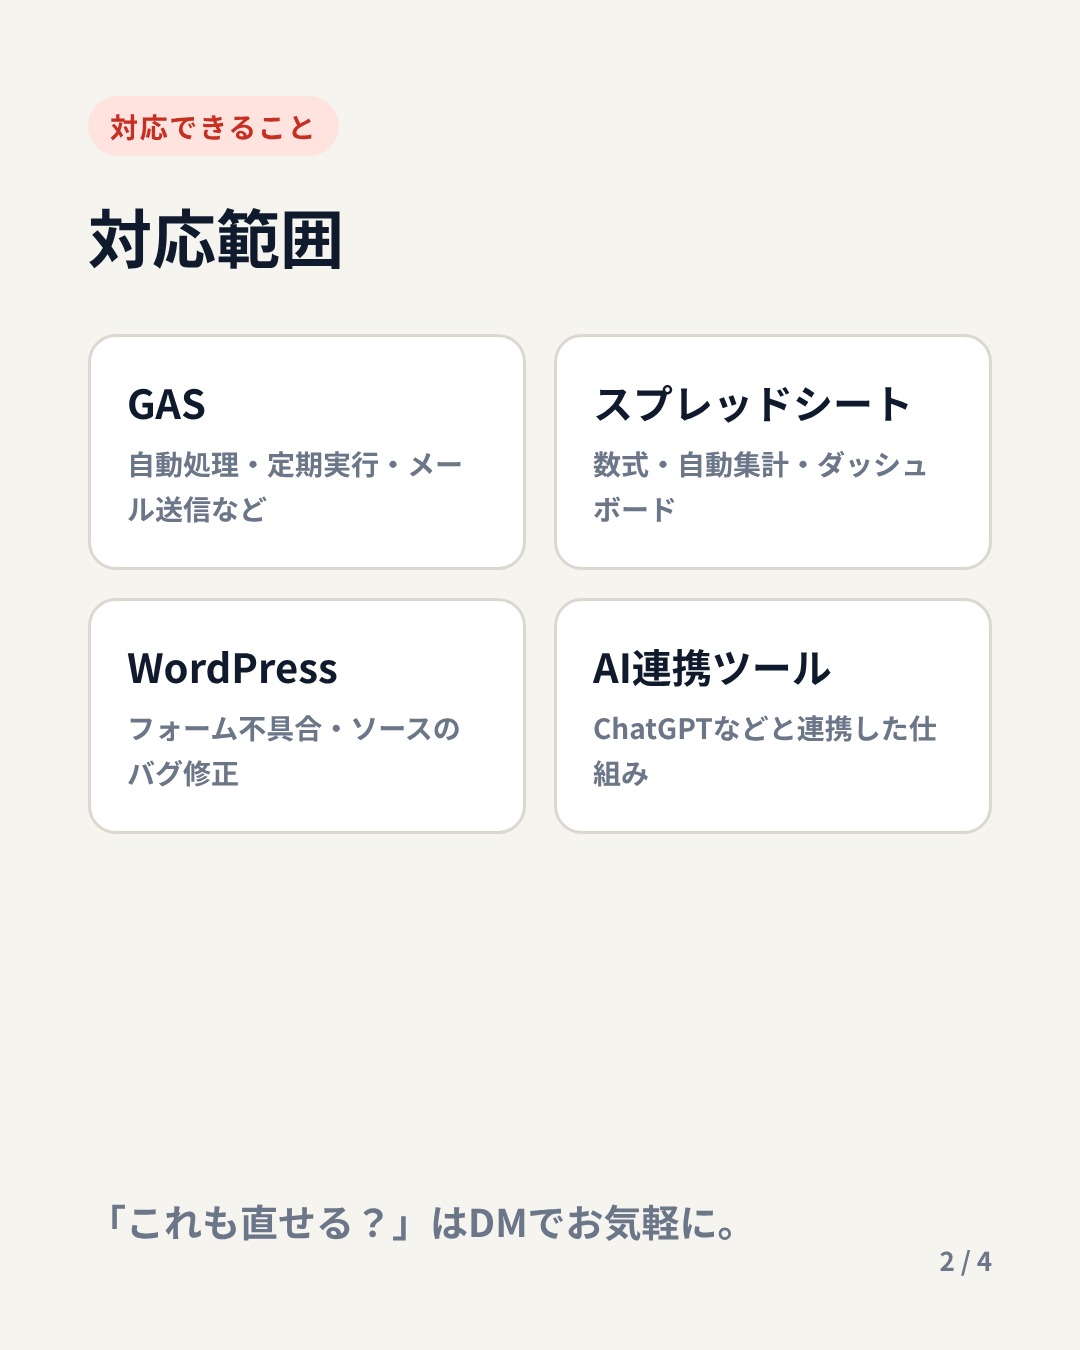 対応できること
対応範囲
GAS
自動処理・定期実行・メー
ル送信など
スプレッドシート
数式・自動集計・ダッシュ
ボード
WordPress
フォーム不具合・ソースの
バグ修正
AI連携ツール
ChatGPTなどと連携した仕
組み
「これも直せる？」はDMでお気軽に。
2 / 4